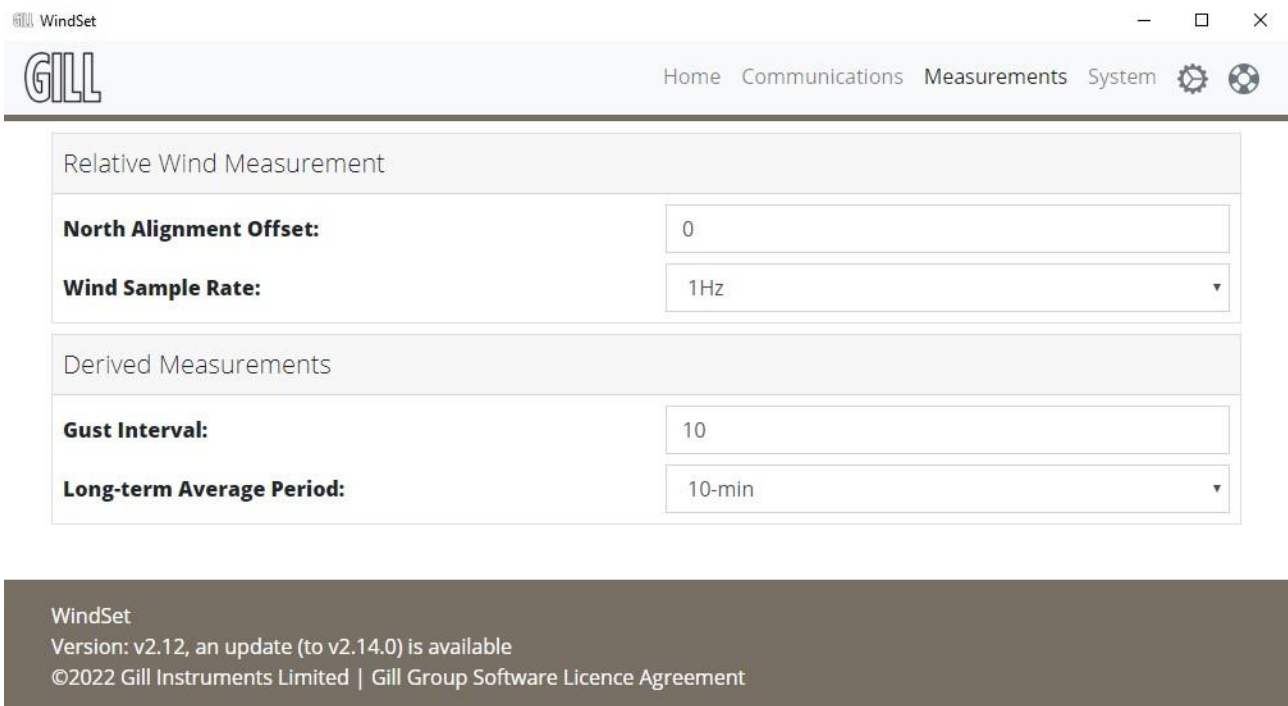 GILL WindSet
GILL
Home Communications Measurements System
Relative Wind Measurement
North Alignment Offset: 0
Wind Sample Rate: 1Hz
Derived Measurements
Gust Interval: 10
Long-term Average Period: 10-min
WindSet
Version: v2.12, an update (to v2.14.0) is available
©2022 Gill Instruments Limited | Gill Group Software Licence Agreement